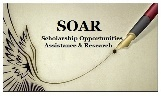 SOAR
Scholarship Opportunities
Assistance & Research